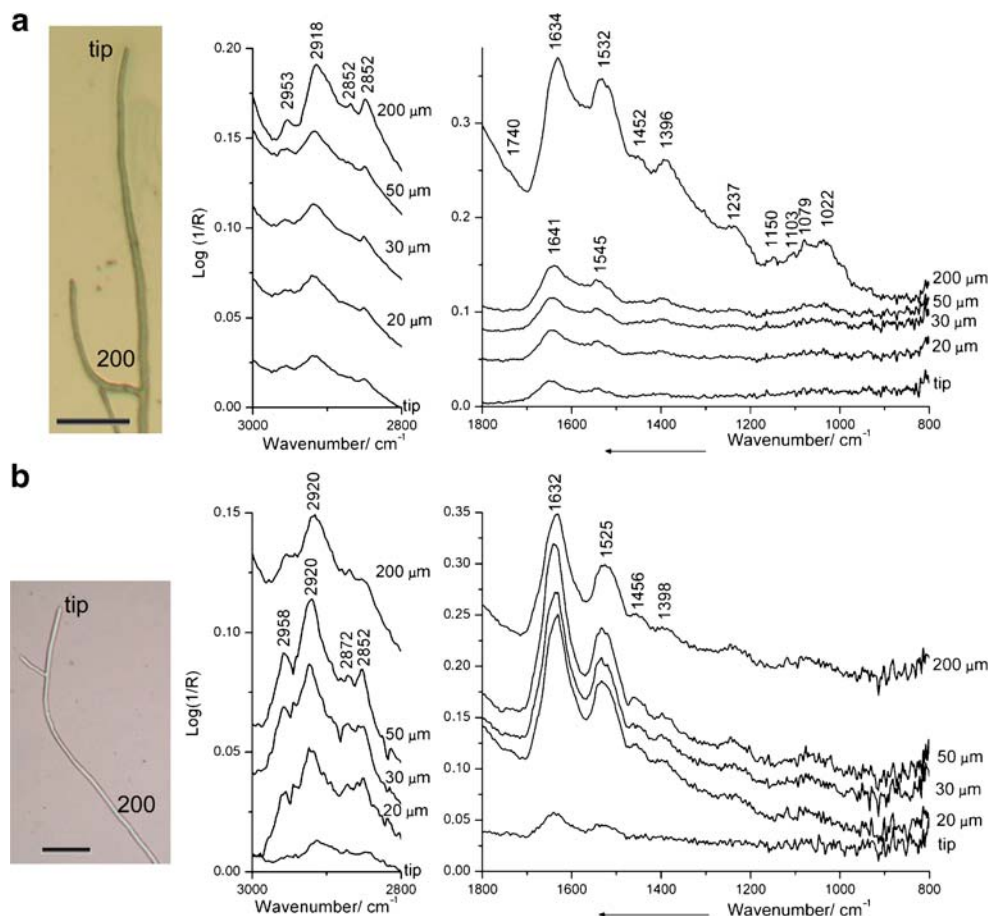 a
tip
200
Log (1/R)
0.20
0.15
0.10
0.05
0.00
2953
2918
2852
2852
200 μm
50 μm
30 μm
20 μm
tip
3000
2900
2800
Wavenumber/ cm-1
0.3
0.2
0.1
0.0
1740
1634
1532
1452
1396
1237
1150
1103
1079
1022
1641
1545
200 μm
50 μm
30 μm
20 μm
tip
1800
1600
1400
1200
1000
800
Wavenumber/ cm-1
b
tip
200
Log(1/R)
0.15
0.10
0.05
0.00
2920
2958
2920
2872
2852
200 μm
50 μm
30 μm
20 μm
tip
3000
2900
2800
Wavenumber/ cm-1
0.35
0.30
0.25
0.20
0.15
0.10
0.05
0.00
1632
1525
1456
1398
200 μm
50 μm
30 μm
20 μm
tip
1800
1600
1400
1200
1000
800
Wavenumber/ cm-1